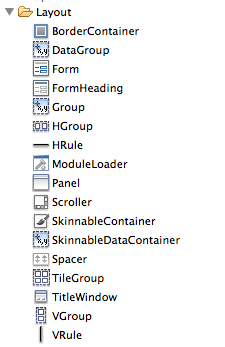 Layout
BorderContainer
DataGroup
Form
FormHeading
Group
HGroup
HRule
ModuleLoader
Panel
Scroller
SkinnableContainer
SkinnableDataContainer
Spacer
TileGroup
TitleWindow
VGroup
VRule